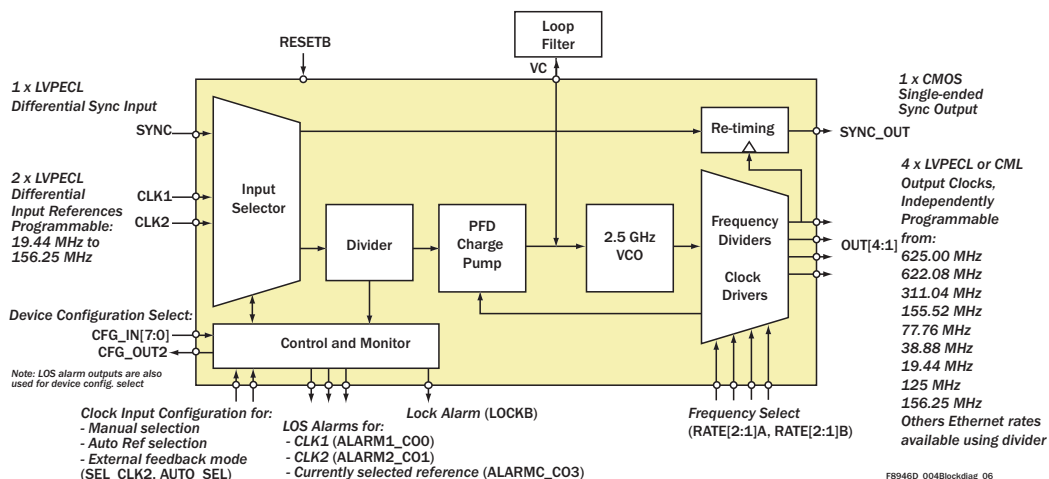 Loop
Filter
RESETB
VC
1 x LVPECL
Differential Sync Input
SYNC
2 x LVPECL
Differential
Input References
Programmable:
19.44 MHz to
156.25 MHz
CLK1
CLK2
Input
Selector
Divider
PFD
Charge
Pump
2.5 GHz
VCO
Re-timing
Frequency
Dividers
Clock
Drivers
1 x CMOS
Single-ended
Sync Output
SYNC_OUT
4 x LVPECL or CML
Output Clocks,
Independently
Programmable
from:
625.00 MHz
622.08 MHz
311.04 MHz
155.52 MHz
77.76 MHz
38.88 MHz
19.44 MHz
125 MHz
156.25 MHz
Others Ethernet rates
available using divider
OUT[4:1]
Device Configuration Select:
CFG_IN[7:0]
CFG_OUT2
Note: LOS alarm outputs are also
used for device config. select
Control and Monitor
Clock Input Configuration for:
- Manual selection
- Auto Ref selection
- External feedback mode
(SEL_CLK2, AUTO_SEL)
LOS Alarms for:
- CLK1 (ALARM1_CO0)
- CLK2 (ALARM2_CO1)
- Currently selected reference (ALARMC_CO3)
Lock Alarm (LOCKB)
Frequency Select
(RATE[2:1]A, RATE[2:1]B)
F8946D_004Blockdiag_06